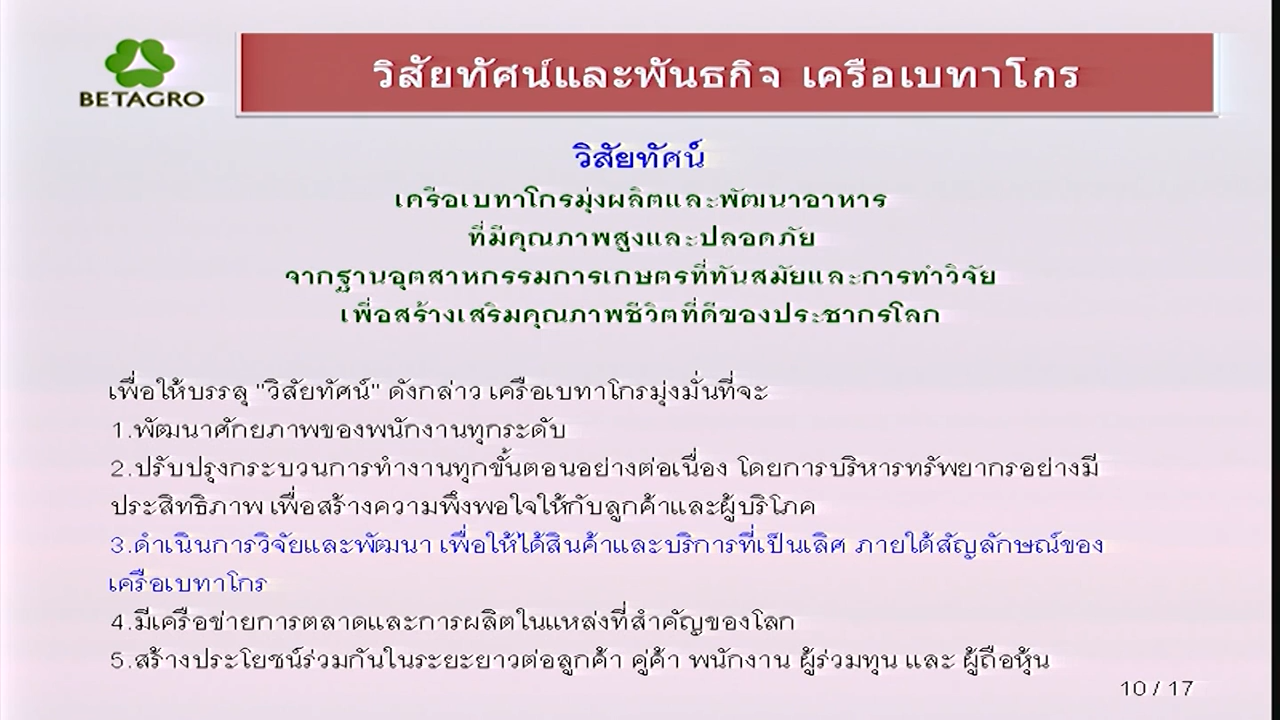 BETAGRO
วิสัยทัศน์และพันธกิจ เครือเบทาโกร
วิสัยทัศน์
เครือเบทาโกรมุ่งผลิตและพัฒนาอาหาร
ที่มีคุณภาพสูงและปลอดภัย
จากฐานอุตสาหกรรมการเกษตรที่ทันสมัยและการทำวิจัย
เพื่อสร้างเสริมคุณภาพชีวิตที่ดีของประชากรโลก
เพื่อให้บรรลุ "วิสัยทัศน์" ดังกล่าว เครือเบทาโกรมุ่งมั่นที่จะ
1.พัฒนาศักยภาพของพนักงานทุกระดับ
2.ปรับปรุงกระบวนการทำงานทุกขั้นตอนอย่างต่อเนื่อง โดยการบริหารทรัพยากรอย่างมี
ประสิทธิภาพ เพื่อสร้างความพึงพอใจให้กับลูกค้าและผู้บริโภค
3.ดำเนินการวิจัยและพัฒนา เพื่อให้ได้สินค้าและบริการที่เป็นเลิศ ภายใต้สัญลักษณ์ของ
เครือเบทาโกร
4.มีเครือข่ายการตลาดและการผลิตในแหล่งที่สำคัญของโลก
5.สร้างประโยชน์ร่วมกันในระยะยาวต่อลูกค้า คู่ค้า พนักงาน ผู้ร่วมทุน และ ผู้ถือหุ้น
10 / 17